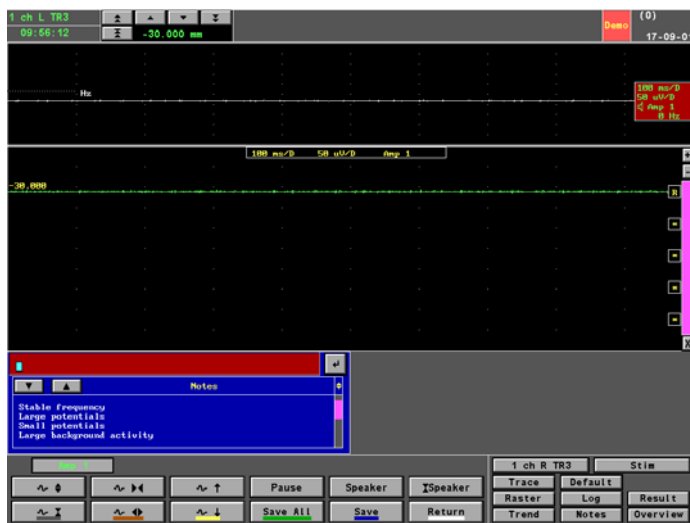 1 ch L TR3
09:56:12
-30.000 mm
Demo
(0)
17-09-01
Hz
100 ms/D
50 uV/D
Amp 1
0 Hz
100 ms/D 50 uV/D Amp 1
-30.000
R
Notes
Stable frequency
Large potentials
Small potentials
Large background activity
Amp 1
1 ch R TR3 Stim
Pause Speaker Speaker
Trace Default
Raster Log Result
Save All Save Return
Trend Notes Overview